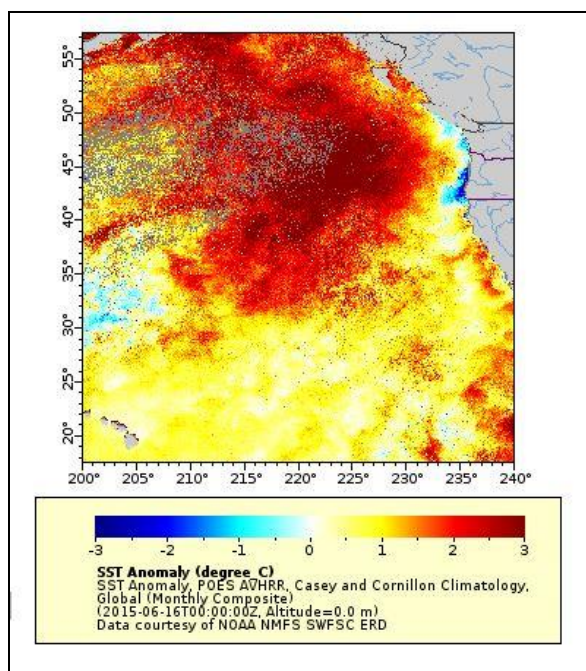 55°
50°
45°
40°
35°
30°
25°
20°
200° 205° 210° 215° 220° 225° 230° 235° 240°
-3 -2 -1 0 1 2 3
SST Anomaly (degree_C)
SST Anomaly, POES AVHRR, Casey and Cornillon Climatology,
Global (Monthly Composite)
(2015-06-16T00:00:00Z, Altitude=0.0 m)
Data courtesy of NOAA NMFS SWFSC ERD